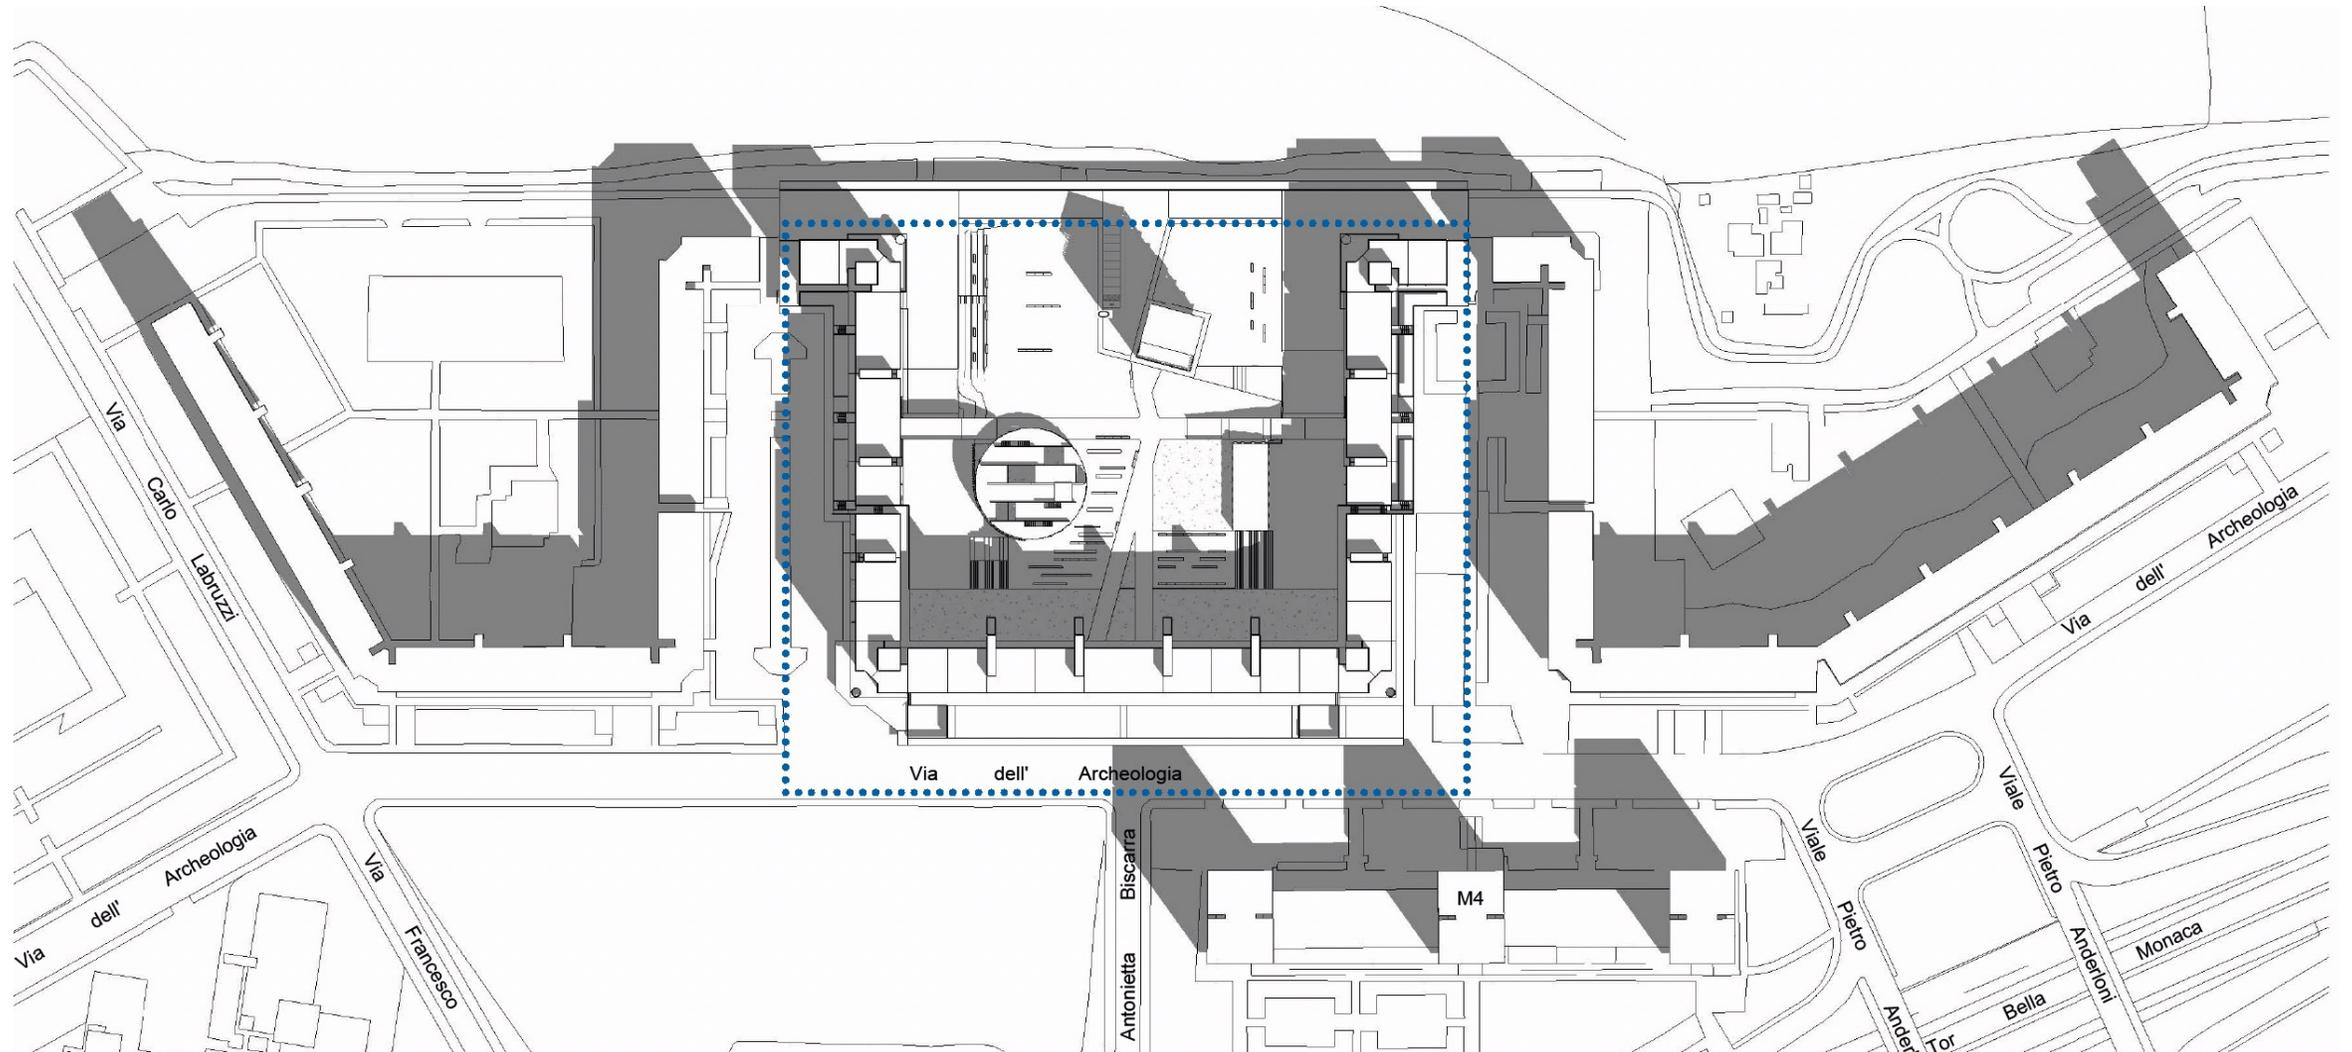 Via Carlo Labruzzi
Via dell' Archeologia
Via dell' Archeologia
Via dell' Archeologia
Via Francesco
Antonietta Biscarra
M4
Viale Pietro Ander
Viale Pietro Anderloni
Tor Bella Monaca